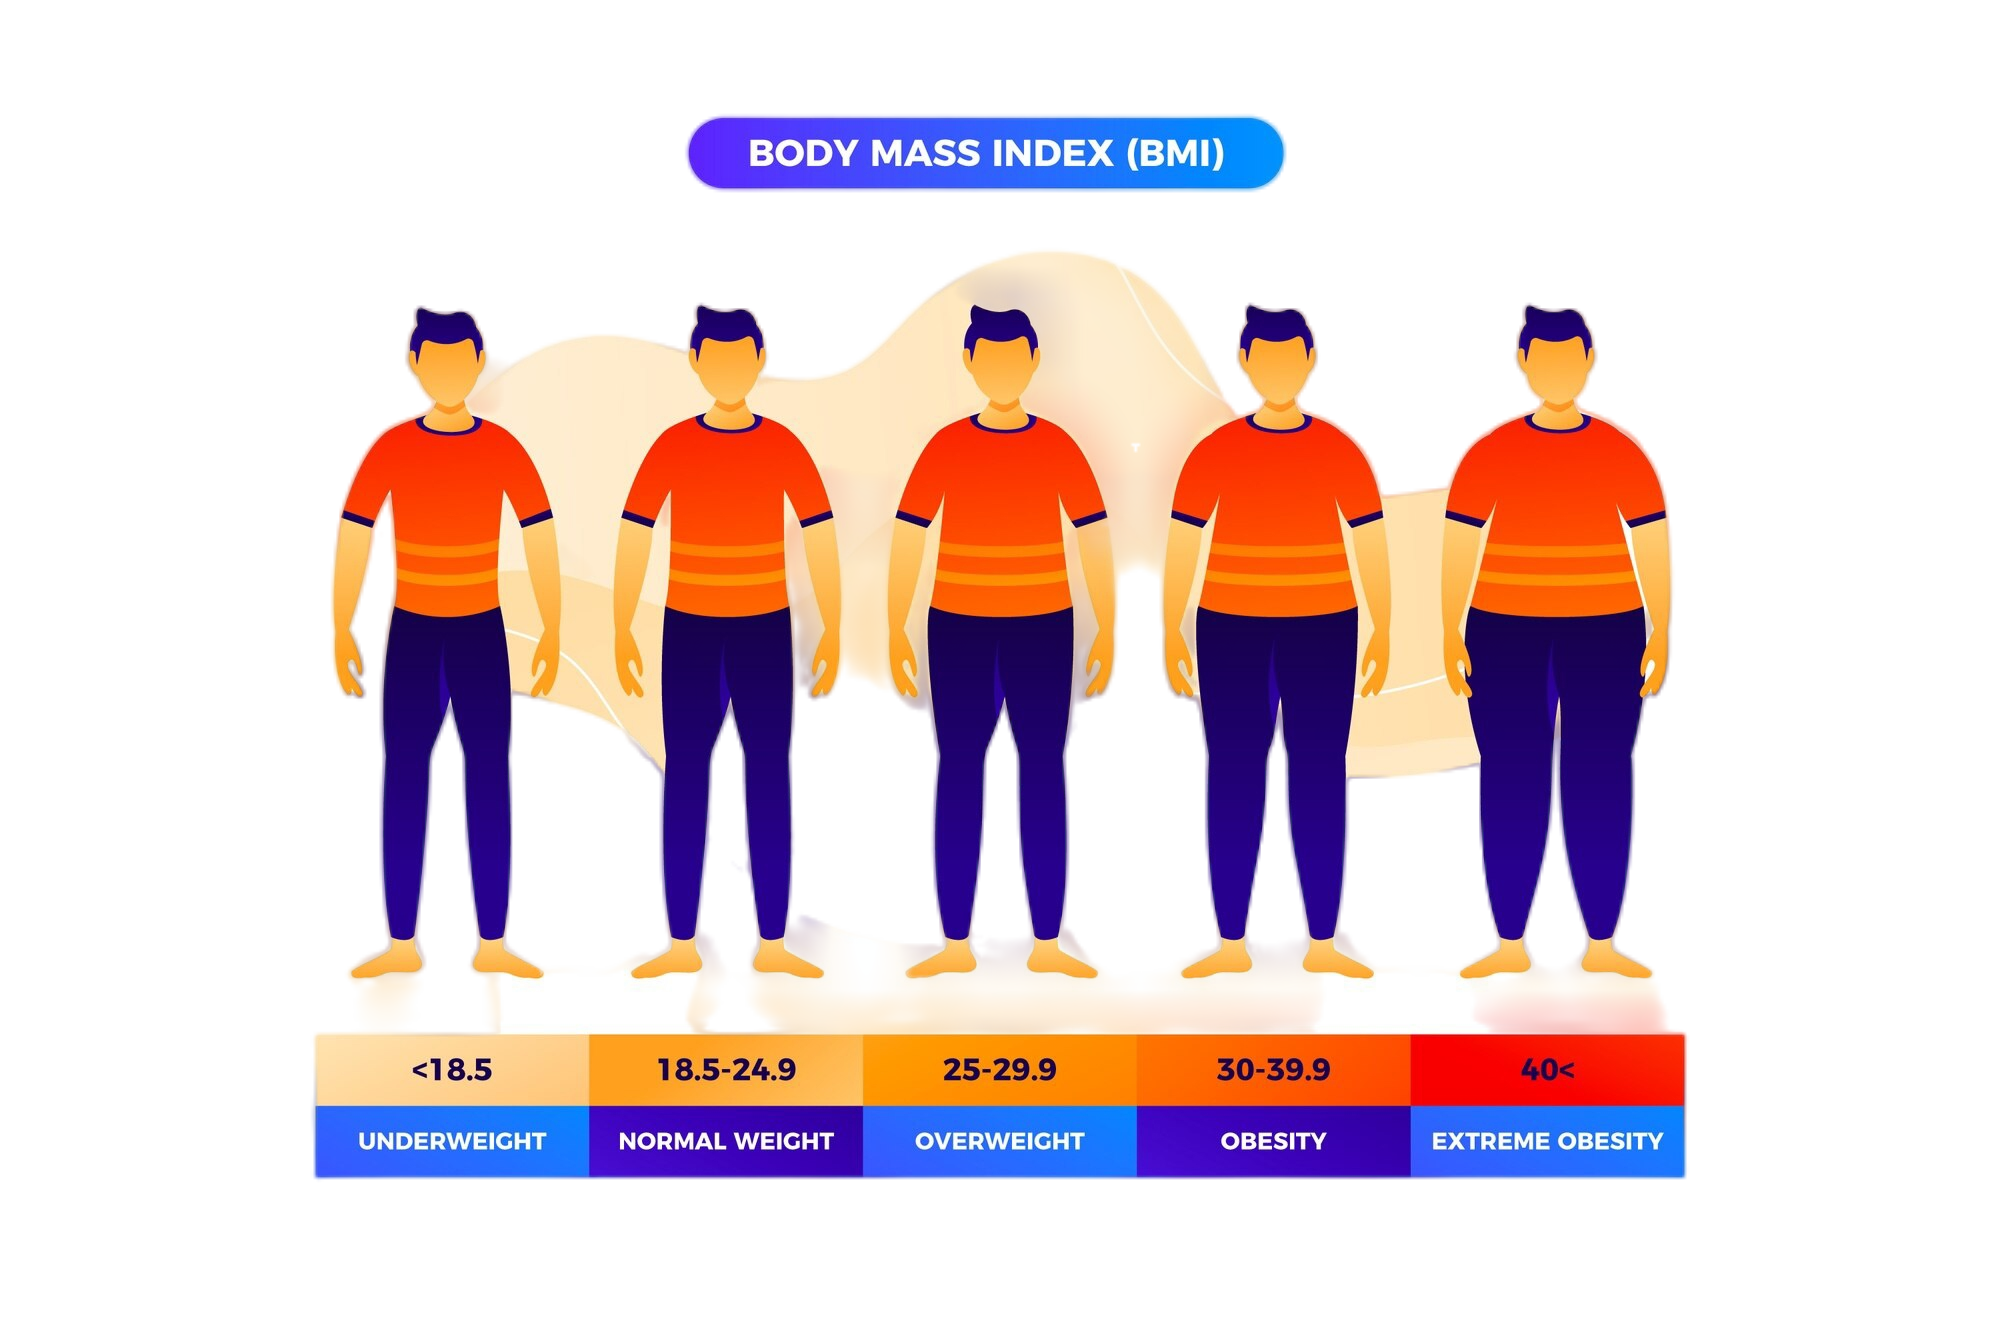 BODY MASS INDEX (BMI)
<18.5 18.5-24.9 25-29.9 30-39.9 40<
UNDERWEIGHT NORMAL WEIGHT OVERWEIGHT OBESITY EXTREME OBESITY